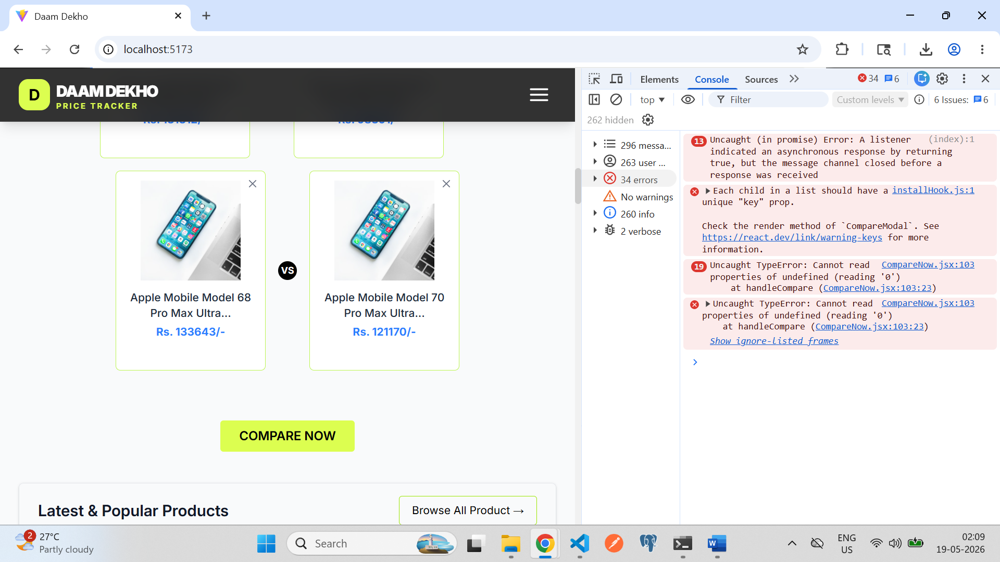 Daam Dekho
localhost:5173
D
DAAM DEKHO
PRICE TRACKER
Apple Mobile Model 68
Pro Max Ultra...
Rs. 133643/-
VS
Apple Mobile Model 70
Pro Max Ultra...
Rs. 121170/-
COMPARE NOW
Latest & Popular Products
Browse All Product →
Elements
Console
Sources
34
6
top
Filter
Custom levels
6 Issues:
6
262 hidden
296 messa...
263 user ...
34 errors
No warnings
260 info
2 verbose
13
Uncaught (in promise) Error: A listener (index):1
indicated an asynchronous response by returning
true, but the message channel closed before a
response was received
Each child in a list should have a installHook.js:1
unique "key" prop.
Check the render method of `CompareModal`. See
https://react.dev/link/warning-keys for more
information.
19
Uncaught TypeError: Cannot read CompareNow.jsx:103
properties of undefined (reading '0')
at handleCompare (CompareNow.jsx:103:23)
Uncaught TypeError: Cannot read CompareNow.jsx:103
properties of undefined (reading '0')
at handleCompare (CompareNow.jsx:103:23)
Show ignore-listed frames
2
27°C
Partly cloudy
Search
W
ENG
US
02:09
19-05-2026